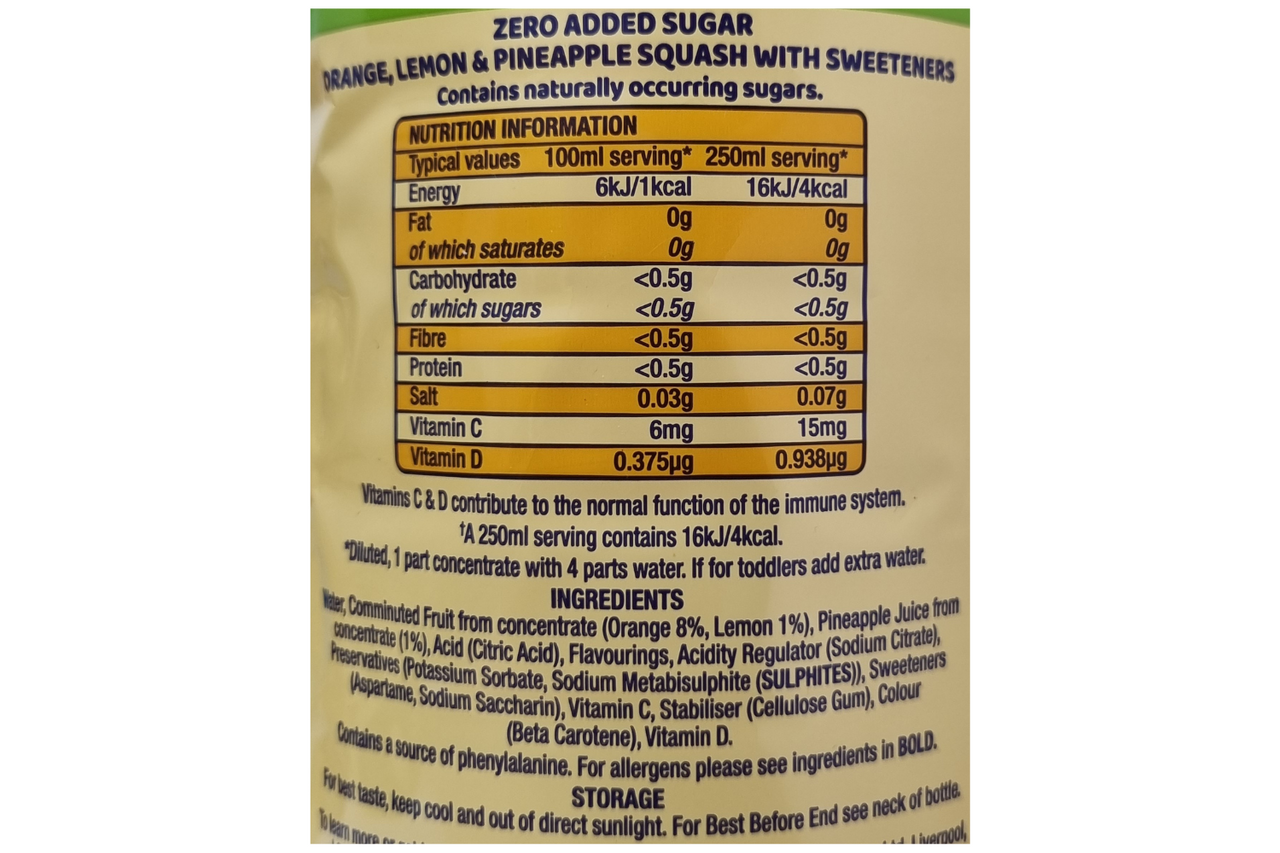 ZERO ADDED SUGAR
ORANGE, LEMON & PINEAPPLE SQUASH WITH SWEETENERS
Contains naturally occurring sugars.
NUTRITION INFORMATION
Typical values 100ml serving* 250ml serving*
Energy 6kJ/1kcal 16kJ/4kcal
Fat 0g 0g
of which saturates 0g 0g
Carbohydrate <0.5g <0.5g
of which sugars <0.5g <0.5g
Fibre <0.5g <0.5g
Protein <0.5g <0.5g
Salt 0.03g 0.07g
Vitamin C 6mg 15mg
Vitamin D 0.375µg 0.938µg
Vitamins C & D contribute to the normal function of the immune system.
†A 250ml serving contains 16kJ/4kcal.
*Diluted, 1 part concentrate with 4 parts water. If for toddlers add extra water.
INGREDIENTS
Water, Comminuted Fruit from concentrate (Orange 8%, Lemon 1%), Pineapple Juice from
concentrate (1%), Acid (Citric Acid), Flavourings, Acidity Regulator (Sodium Citrate),
Preservatives (Potassium Sorbate, Sodium Metabisulphite (SULPHITES)), Sweeteners
(Aspartame, Sodium Saccharin), Vitamin C, Stabiliser (Cellulose Gum), Colour
(Beta Carotene), Vitamin D.
Contains a source of phenylalanine. For allergens please see ingredients in BOLD.
STORAGE
For best taste, keep cool and out of direct sunlight. For Best Before End see neck of bottle.
To learn more Liverpool,